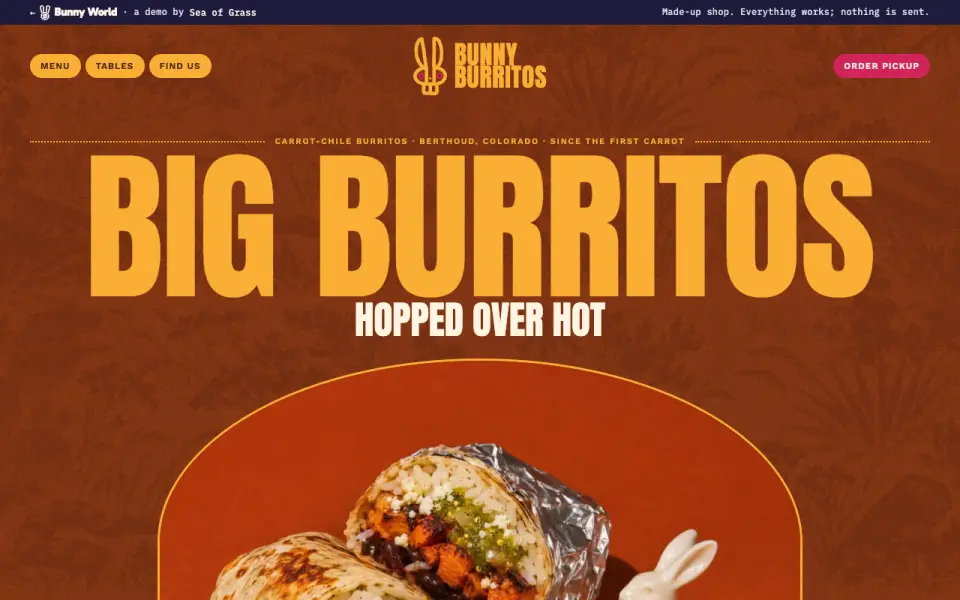 ← Bunny World · a demo by Sea of Grass
Made-up shop. Everything works; nothing is sent.
MENU
TABLES
FIND US
BUNNY
BURRITOS
ORDER PICKUP
CARROT-CHILE BURRITOS · BERTHOUD, COLORADO · SINCE THE FIRST CARROT
BIG BURRITOS
HOPPED OVER HOT